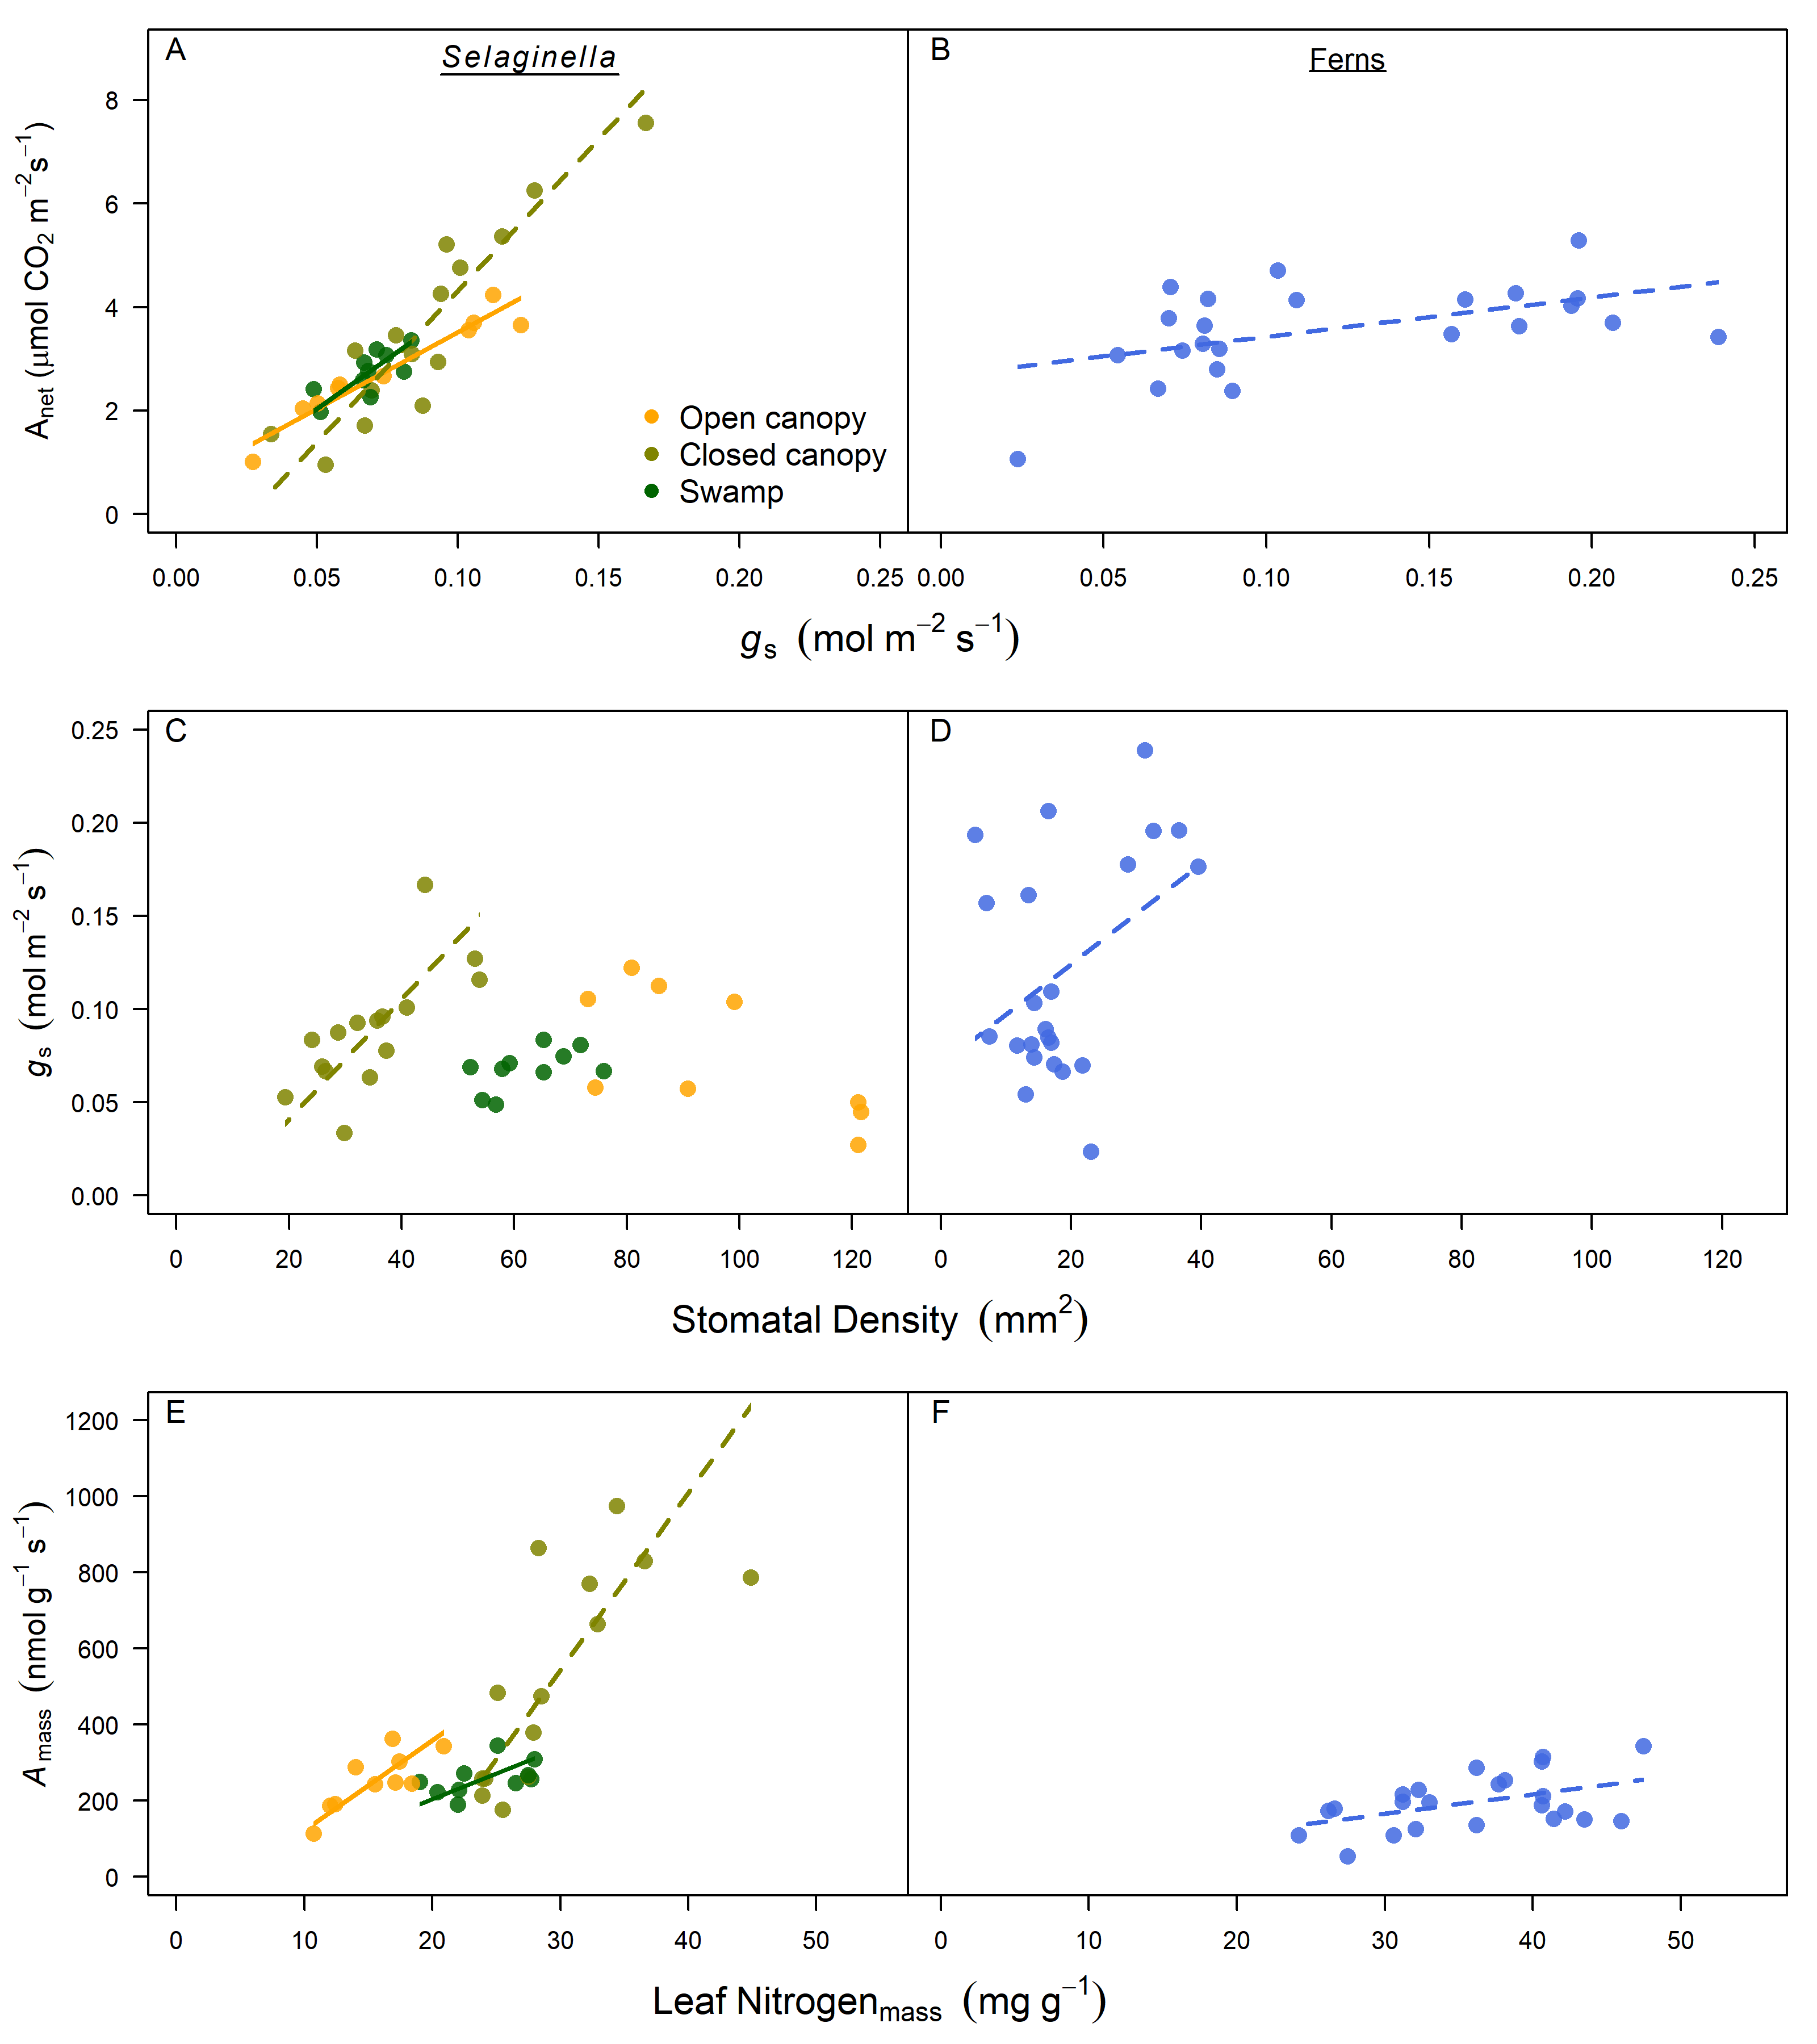 A Selaginella B Ferns
8
6
4
2
0
Anet (μmol CO2 m−2s−1)
Open canopy
Closed canopy
Swamp
0.00 0.05 0.10 0.15 0.20 0.25 0.00 0.05 0.10 0.15 0.20 0.25
gs (mol m−2 s−1)
C D
0.25
0.20
0.15
0.10
0.05
0.00
gs (mol m−2 s−1)
0 20 40 60 80 100 120 0 20 40 60 80 100 120
Stomatal Density (mm2)
E F
1200
1000
800
600
400
200
0
Amass (nmol g−1 s−1)
0 10 20 30 40 50 0 10 20 30 40 50
Leaf Nitrogenmass (mg g−1)